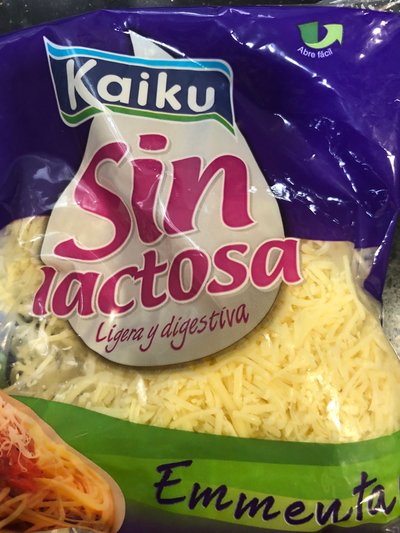 Abre fácil
Kaiku
Sin
lactosa
Ligera y digestiva
Emmenta